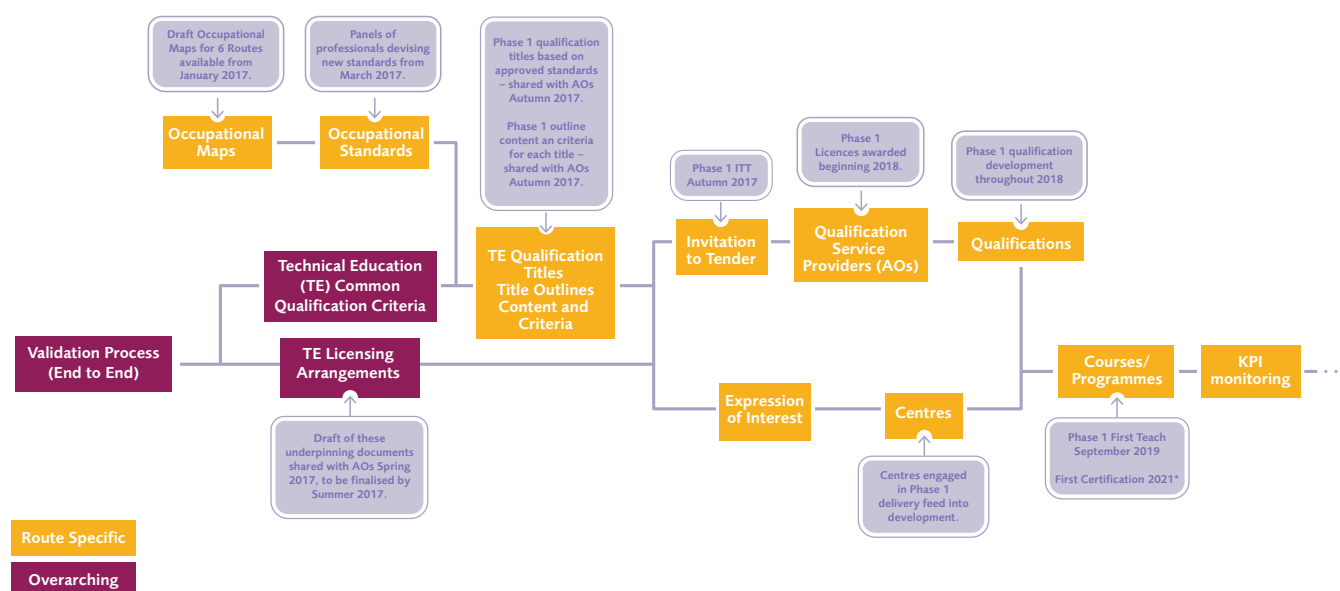 Draft Occupational
Maps for 6 Routes
available from
January 2017.
Panels of
professionals devising
new standards from
March 2017.
Phase 1 qualification
titles based on
approved standards
– shared with AOs
Autumn 2017.
Phase 1 outline
content an criteria
for each title –
shared with AOs
Autumn 2017.
Occupational
Maps
Occupational
Standards
Phase 1 ITT
Autumn 2017
Phase 1
Licences awarded
beginning 2018.
Phase 1 qualification
development
throughout 2018
Technical Education
(TE) Common
Qualification Criteria
TE Qualification
Titles
Title Outlines
Content and
Criteria
Invitation
to Tender
Qualification
Service
Providers (AOs)
Qualifications
Validation Process
(End to End)
TE Licensing
Arrangements
Expression
of Interest
Centres
Courses/
Programmes
KPI
monitoring
Draft of these
underpinning documents
shared with AOs Spring
2017, to be finalised by
Summer 2017.
Centres engaged
in Phase 1
delivery feed into
development.
Phase 1 First Teach
September 2019
First Certification 2021*
Route Specific
Overarching